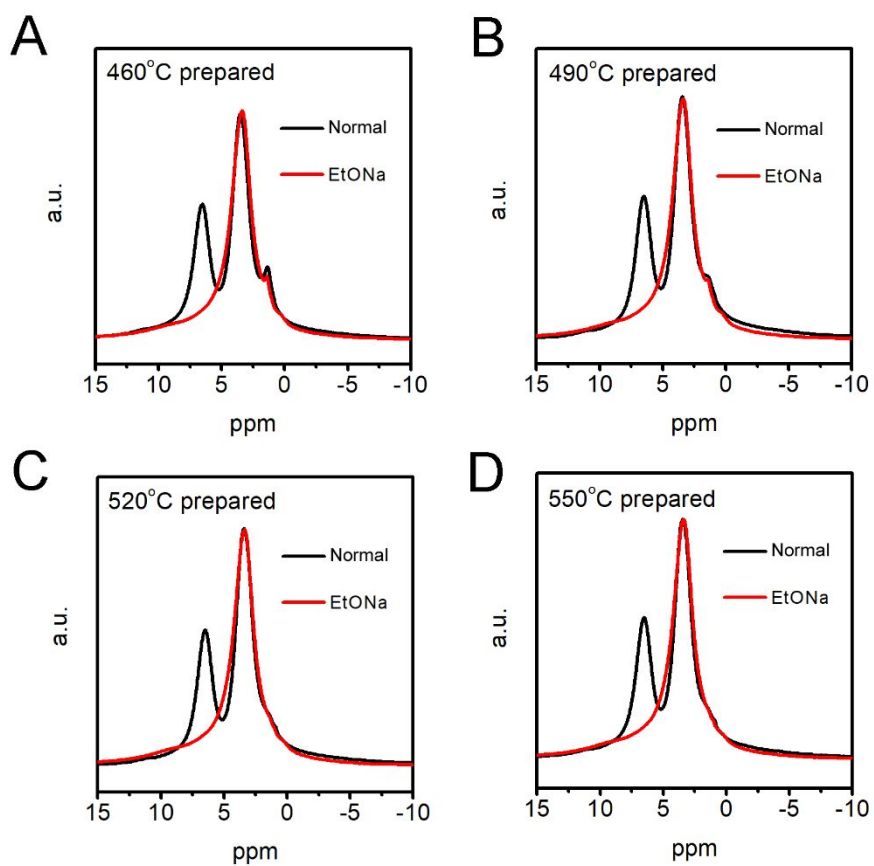 A
460°C prepared
Normal
EtONa
a.u.
15 10 5 0 -5 -10
ppm
B
490°C prepared
Normal
EtONa
a.u.
15 10 5 0 -5 -10
ppm
C
520°C prepared
Normal
EtONa
a.u.
15 10 5 0 -5 -10
ppm
D
550°C prepared
Normal
EtONa
a.u.
15 10 5 0 -5 -10
ppm